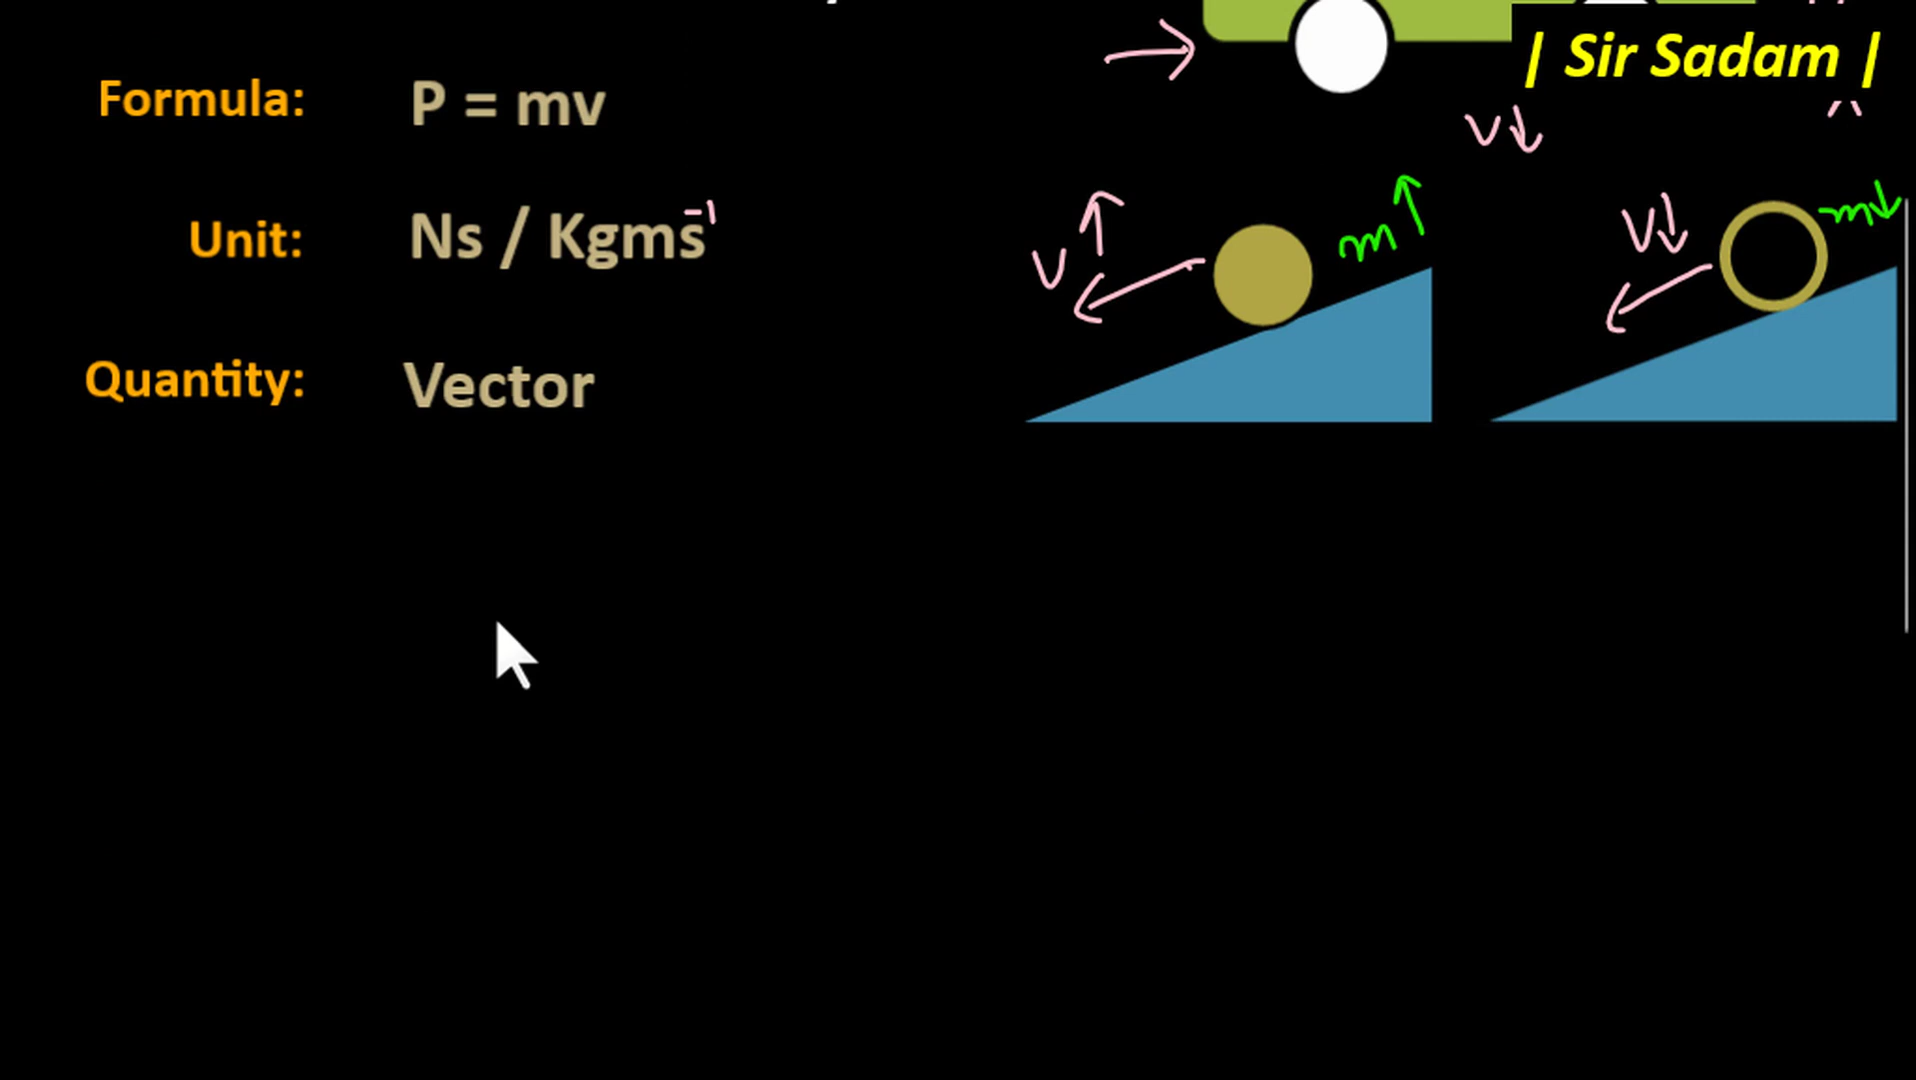 | Sir Sadam |
Formula: P = mv
v↓
Unit: Ns / Kgms⁻¹
v↑ m↑
v↓ m↓
Quantity: Vector